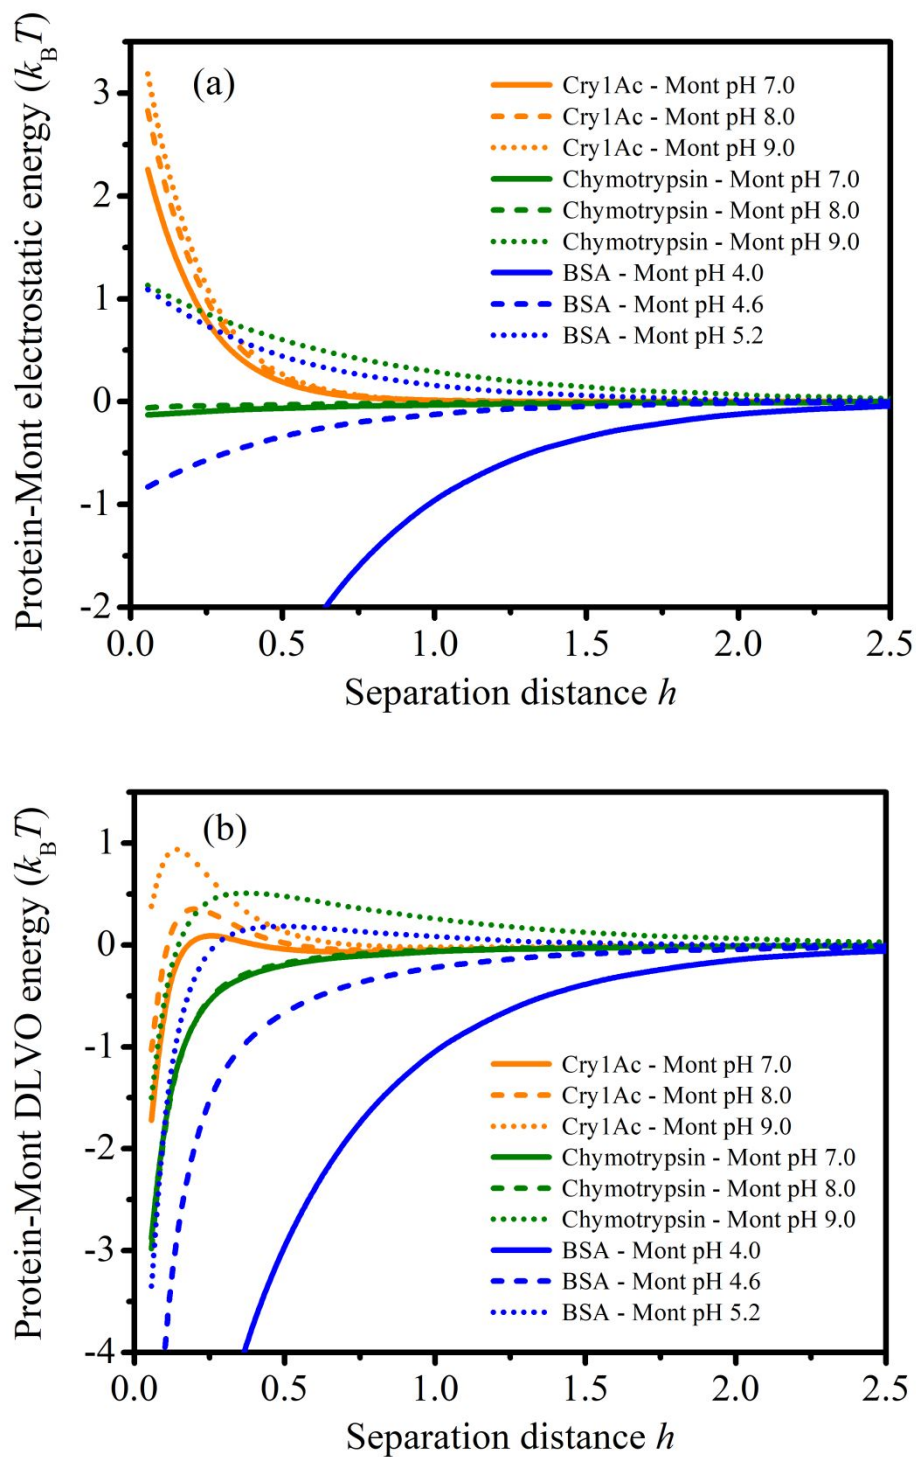 Protein-Mont electrostatic energy (k_BT)
3
2
1
0
-1
-2
(a)
Cry1Ac - Mont pH 7.0
Cry1Ac - Mont pH 8.0
Cry1Ac - Mont pH 9.0
Chymotrypsin - Mont pH 7.0
Chymotrypsin - Mont pH 8.0
Chymotrypsin - Mont pH 9.0
BSA - Mont pH 4.0
BSA - Mont pH 4.6
BSA - Mont pH 5.2
0.0 0.5 1.0 1.5 2.0 2.5
Separation distance h
Protein-Mont DLVO energy (k_BT)
1
0
-1
-2
-3
-4
(b)
Cry1Ac - Mont pH 7.0
Cry1Ac - Mont pH 8.0
Cry1Ac - Mont pH 9.0
Chymotrypsin - Mont pH 7.0
Chymotrypsin - Mont pH 8.0
Chymotrypsin - Mont pH 9.0
BSA - Mont pH 4.0
BSA - Mont pH 4.6
BSA - Mont pH 5.2
0.0 0.5 1.0 1.5 2.0 2.5
Separation distance h